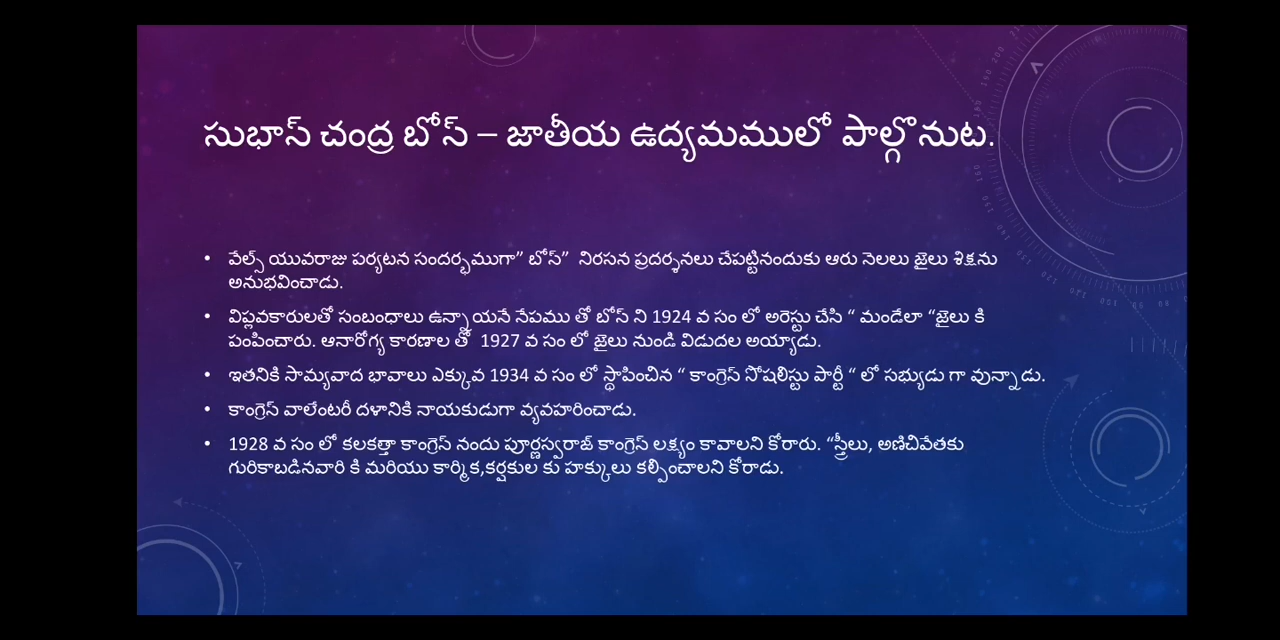 సుభాస్ చంద్ర బోస్ – జాతీయ ఉద్యమములో పాల్గొనుట.
• వేల్స్ యువరాజు పర్యటన సందర్భముగా” బోస్” నిరసన ప్రదర్శనలు చేపట్టినందుకు ఆరు నెలలు జైలు శిక్షను
అనుభవించాడు.
• విప్లవకారులతో సంబంధాలు ఉన్నాయనే నేపము తో బోస్ ని 1924 వ సం లో అరెస్టు చేసి “ మండేలా “జైలు కి
పంపించారు. ఆనారోగ్య కారణాల తో 1927 వ సం లో జైలు నుండి విడుదల అయ్యాడు.
• ఇతనికి సామ్యవాద భావాలు ఎక్కువ 1934 వ సం లో స్థాపించిన “ కాంగ్రెస్ సోషలిస్టు పార్టీ “ లో సభ్యుడు గా వున్నాడు.
• కాంగ్రెస్ వాలేంటరీ దళానికి నాయకుడుగా వ్యవహరించాడు.
• 1928 వ సం లో కలకత్తా కాంగ్రెస్ నందు పూర్ణస్వరాజ్ కాంగ్రెస్ లక్ష్యం కావాలని కోరారు. “స్త్రీలు, అణిచివేతకు
గురికాబడినవారి కి మరియు కార్మిక,కర్షకుల కు హక్కులు కల్పించాలని కోరాడు.